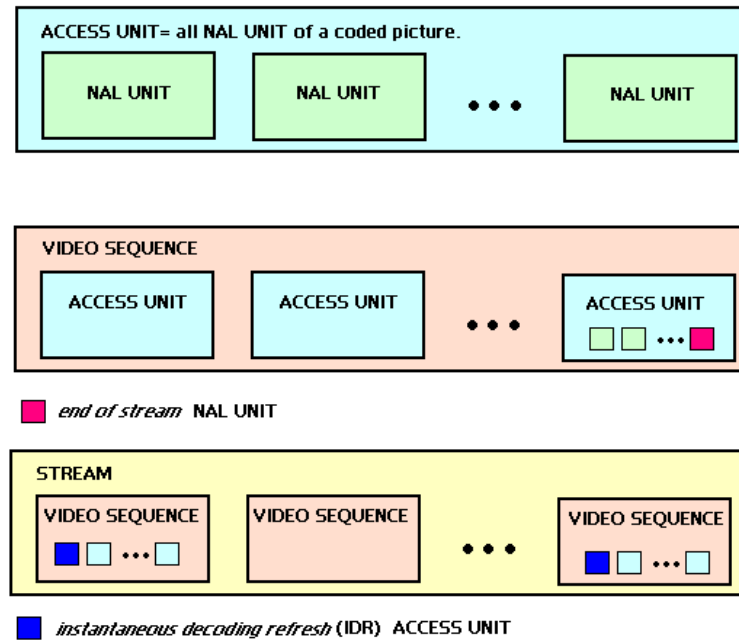 ACCESS UNIT= all NAL UNIT of a coded picture.
NAL UNIT NAL UNIT NAL UNIT
VIDEO SEQUENCE
ACCESS UNIT ACCESS UNIT ACCESS UNIT
end of stream NAL UNIT
STREAM
VIDEO SEQUENCE VIDEO SEQUENCE VIDEO SEQUENCE
instantaneous decoding refresh (IDR) ACCESS UNIT